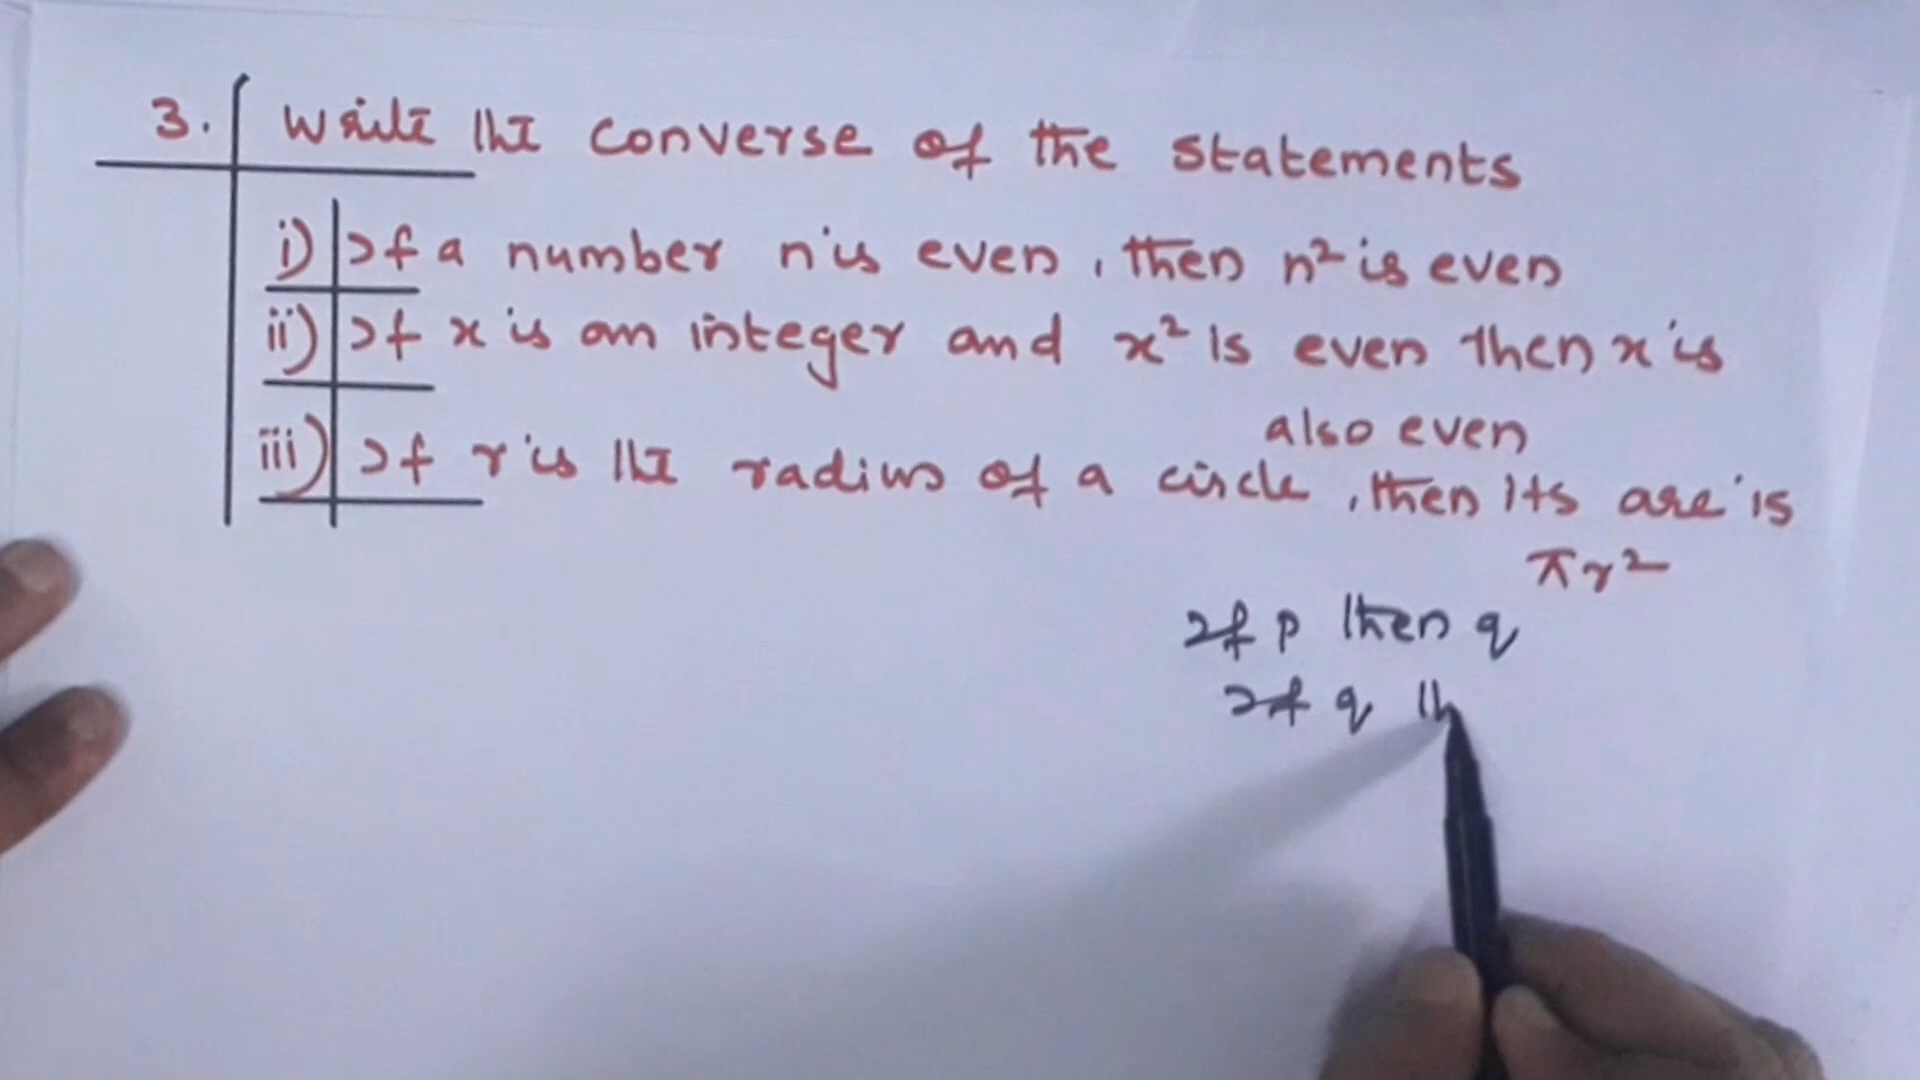 3. Write the converse of the statements
i) If a number n is even, then n² is even
ii) If x is an integer and x² is even then x is
also even
iii) If r is the radius of a circle, then its are is
πr²
If p then q
If q th